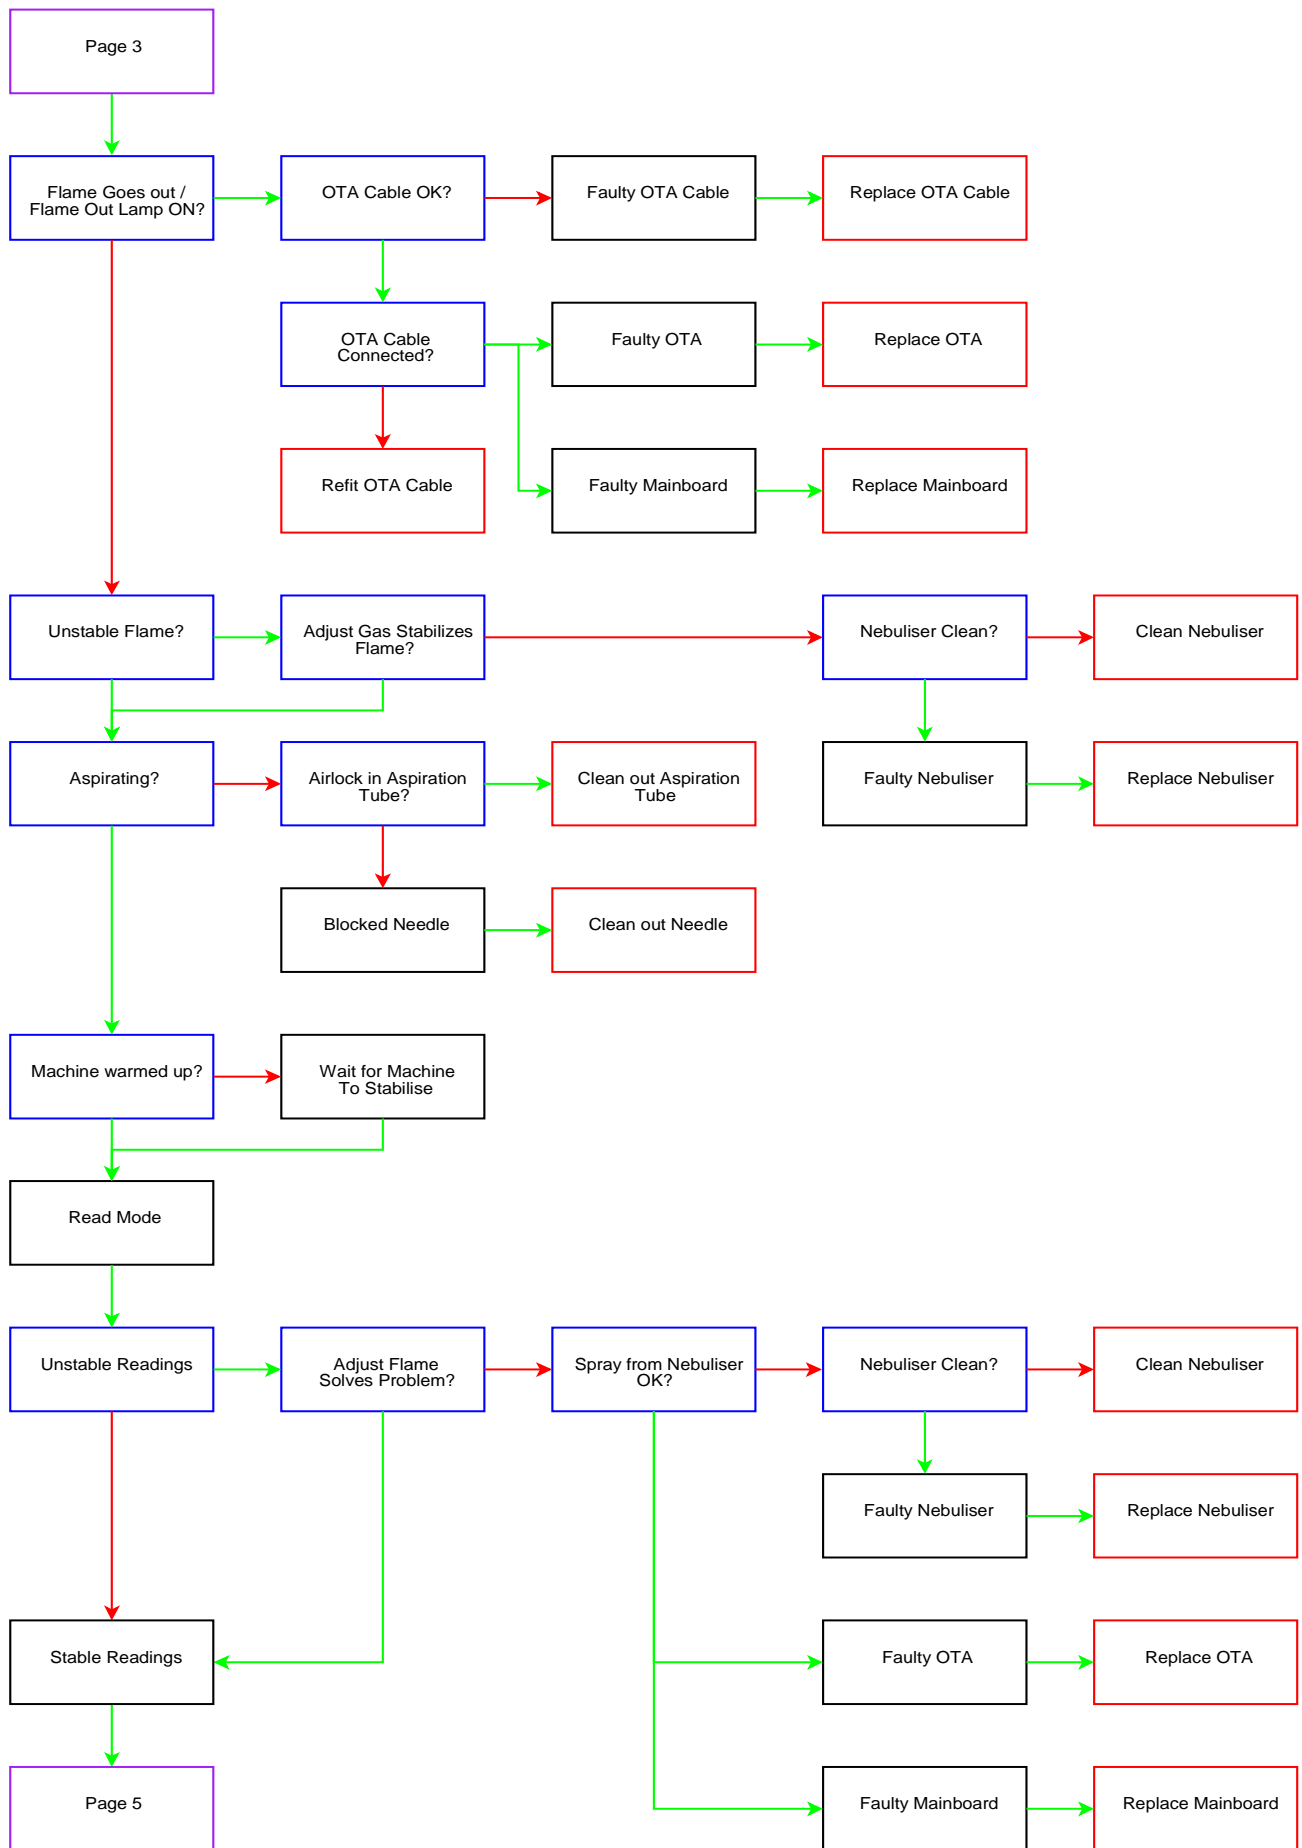 Page 3
Flame Goes out /
Flame Out Lamp ON?
OTA Cable OK?
Faulty OTA Cable
Replace OTA Cable
OTA Cable
Connected?
Faulty OTA
Replace OTA
Refit OTA Cable
Faulty Mainboard
Replace Mainboard
Unstable Flame?
Adjust Gas Stabilizes
Flame?
Nebuliser Clean?
Clean Nebuliser
Aspirating?
Airlock in Aspiration
Tube?
Clean out Aspiration
Tube
Faulty Nebuliser
Replace Nebuliser
Blocked Needle
Clean out Needle
Machine warmed up?
Wait for Machine
To Stabilise
Read Mode
Unstable Readings
Adjust Flame
Solves Problem?
Spray from Nebuliser
OK?
Nebuliser Clean?
Clean Nebuliser
Faulty Nebuliser
Replace Nebuliser
Stable Readings
Faulty OTA
Replace OTA
Page 5
Faulty Mainboard
Replace Mainboard